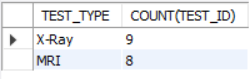 TEST_TYPE COUNT(TEST_ID)
X-Ray 9
MRI 8